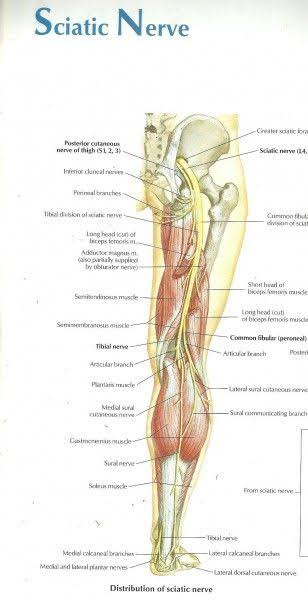 Sciatic Nerve
Greater sciatic fora
Posterior cutaneous
nerve of thigh (S1, 2, 3)
Sciatic nerve (L4,
Inferior cluneal nerves
Perineal branches
Tibial division of sciatic nerve
Common fibula
division of sciat
Long head (cut) of
biceps femoris m.
Adductor magnus m.
(also partially supplied
by obturator nerve)
Short head of
biceps femoris muscle
Semitendinosus muscle
Long head (cut)
of biceps femoris muscle
Semimembranosus muscle
Common fibular (peroneal)
Tibial nerve
Articular branch
Posteri
Articular branch
Plantaris muscle
Lateral sural cutaneous nerve
Medial sural
cutaneous nerve
Sural communicating branch
Gastrocnemius muscle
Sural nerve
From sciatic nerve
Soleus muscle
Tibial nerve
Medial calcaneal branches
Lateral calcaneal branches
Medial and lateral plantar nerves
Lateral dorsal cutaneous nerve
Distribution of sciatic nerve